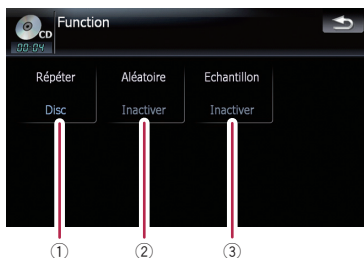 Function
CD
00:04
Répéter Aléatoire Echantillon
Disc Inactiver Inactiver
① ② ③